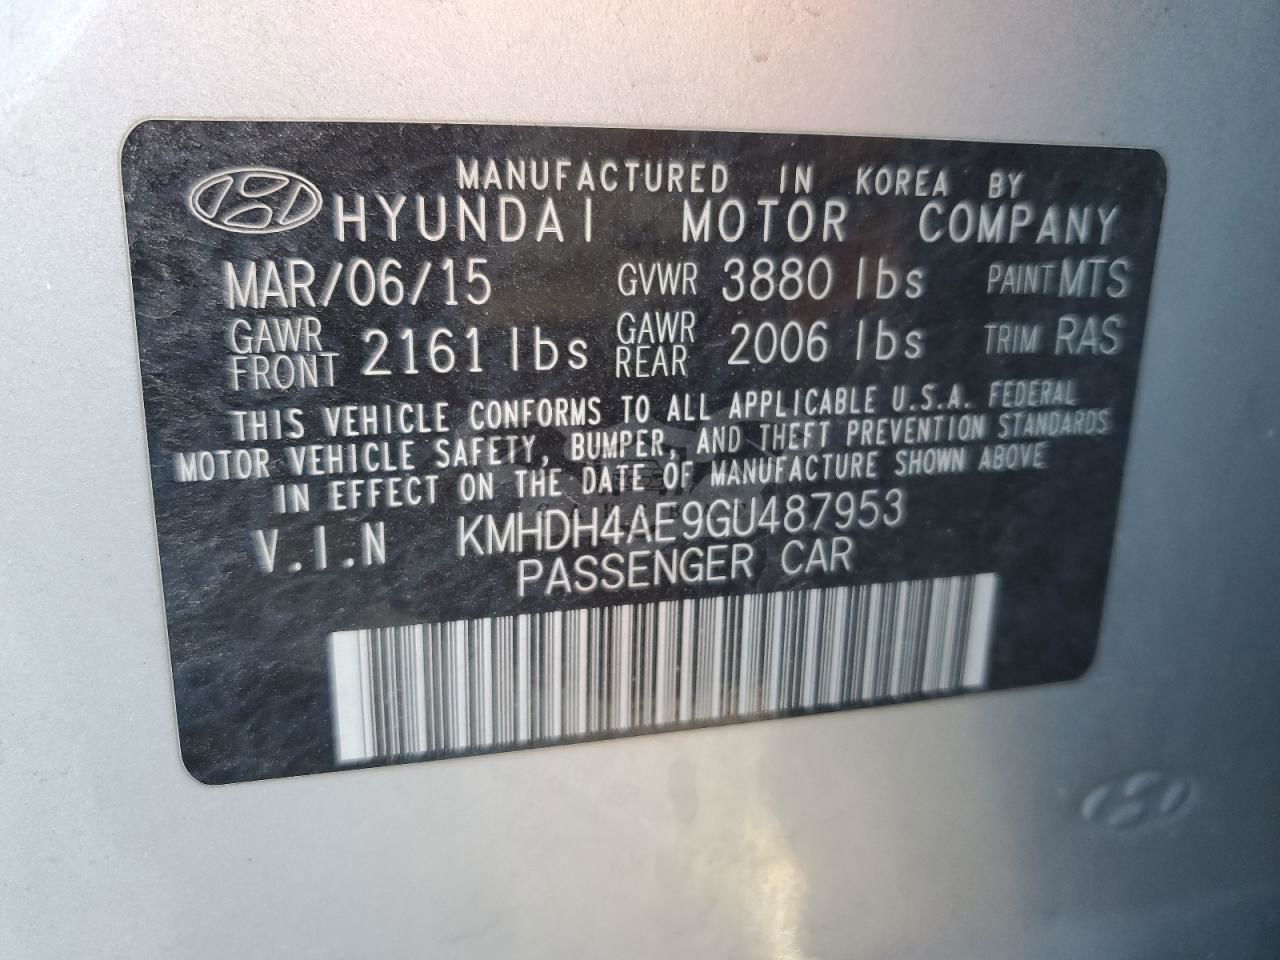 MANUFACTURED IN KOREA BY
HYUNDAI MOTOR COMPANY
MAR/06/15 GVWR 3880 lbs PAINT MTS
GAWR FRONT 2161 lbs GAWR REAR 2006 lbs TRIM RAS
THIS VEHICLE CONFORMS TO ALL APPLICABLE U.S.A. FEDERAL
MOTOR VEHICLE SAFETY, BUMPER, AND THEFT PREVENTION STANDARDS
IN EFFECT ON THE DATE OF MANUFACTURE SHOWN ABOVE
V.I.N KMHDH4AE9GU487953
PASSENGER CAR